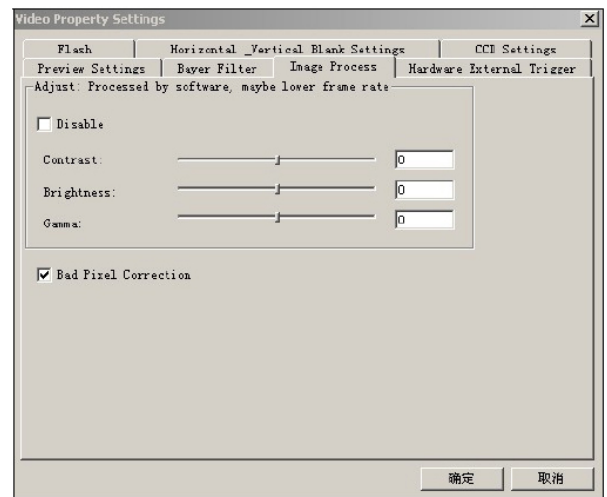 Video Property Settings
Flash
Horizontal _Vertical Blank Settings
CCD Settings
Preview Settings
Bayer Filter
Image Process
Hardware External Trigger
Adjust: Processed by software, maybe lower frame rate
Disable
Contrast:
0
Brightness:
0
Gamma:
0
Bad Pixel Correction
确定
取消